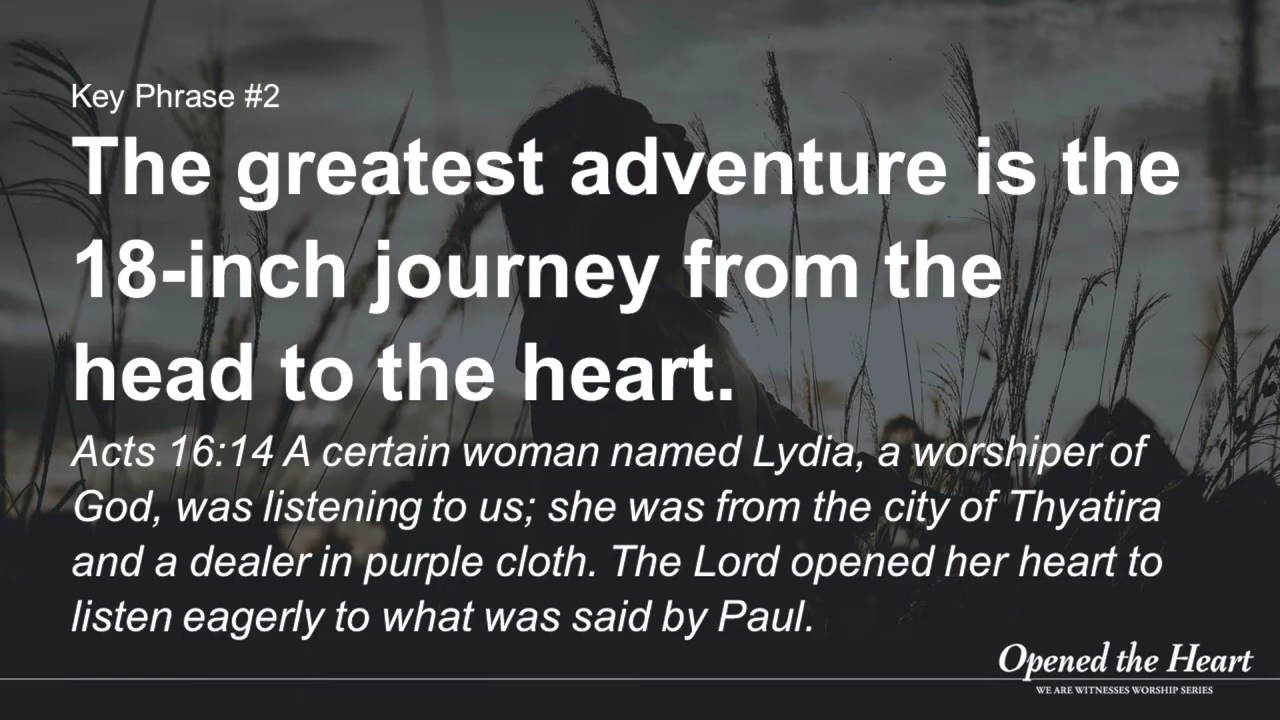 Key Phrase #2
The greatest adventure is the
18-inch journey from the
head to the heart.
Acts 16:14 A certain woman named Lydia, a worshiper of
God, was listening to us; she was from the city of Thyatira
and a dealer in purple cloth. The Lord opened her heart to
listen eagerly to what was said by Paul.
Opened the Heart
WE ARE WITNESSES WORSHIP SERIES